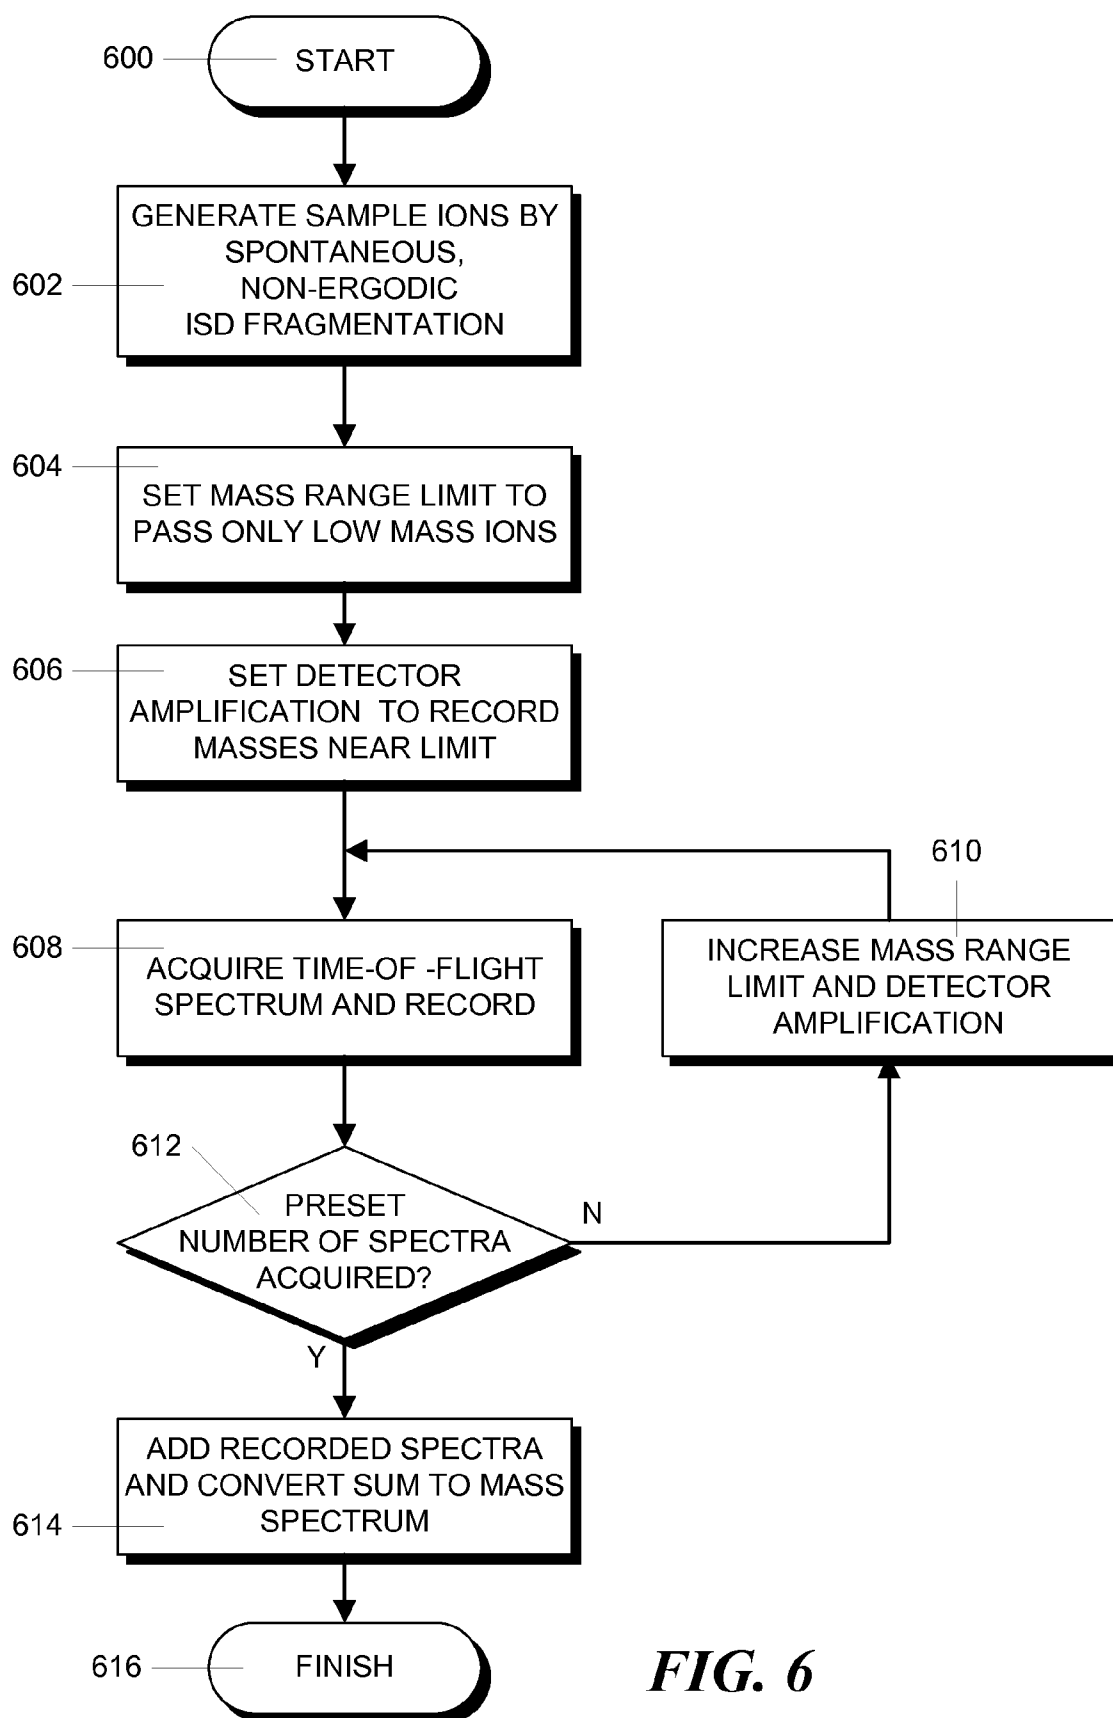 600
START
GENERATE SAMPLE IONS BY
SPONTANEOUS,
NON-ERGODIC
ISD FRAGMENTATION
602
604
SET MASS RANGE LIMIT TO
PASS ONLY LOW MASS IONS
606
SET DETECTOR
AMPLIFICATION TO RECORD
MASSES NEAR LIMIT
610
608
ACQUIRE TIME-OF -FLIGHT
SPECTRUM AND RECORD
INCREASE MASS RANGE
LIMIT AND DETECTOR
AMPLIFICATION
612
PRESET
NUMBER OF SPECTRA
ACQUIRED?
N
Y
ADD RECORDED SPECTRA
AND CONVERT SUM TO MASS
SPECTRUM
614
616
FINISH
FIG. 6